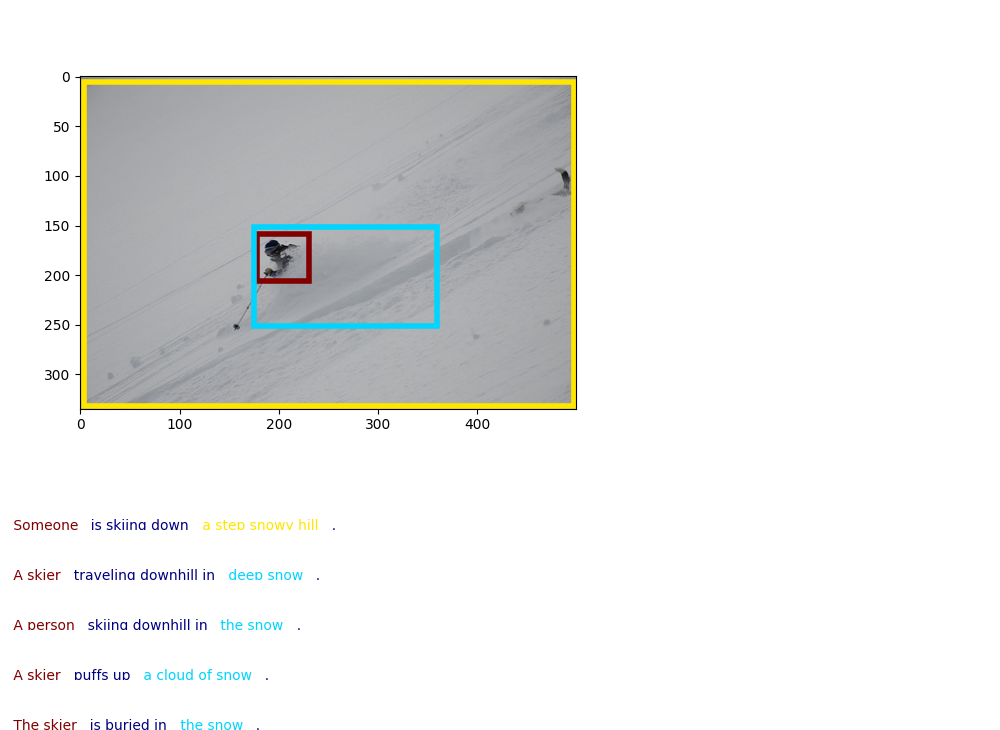 0
50
100
150
200
250
300
0 100 200 300 400
Someone is skiing down a step snowy hill .
A skier traveling downhill in deep snow .
A person skiing downhill in the snow .
A skier puffs up a cloud of snow .
The skier is buried in the snow .